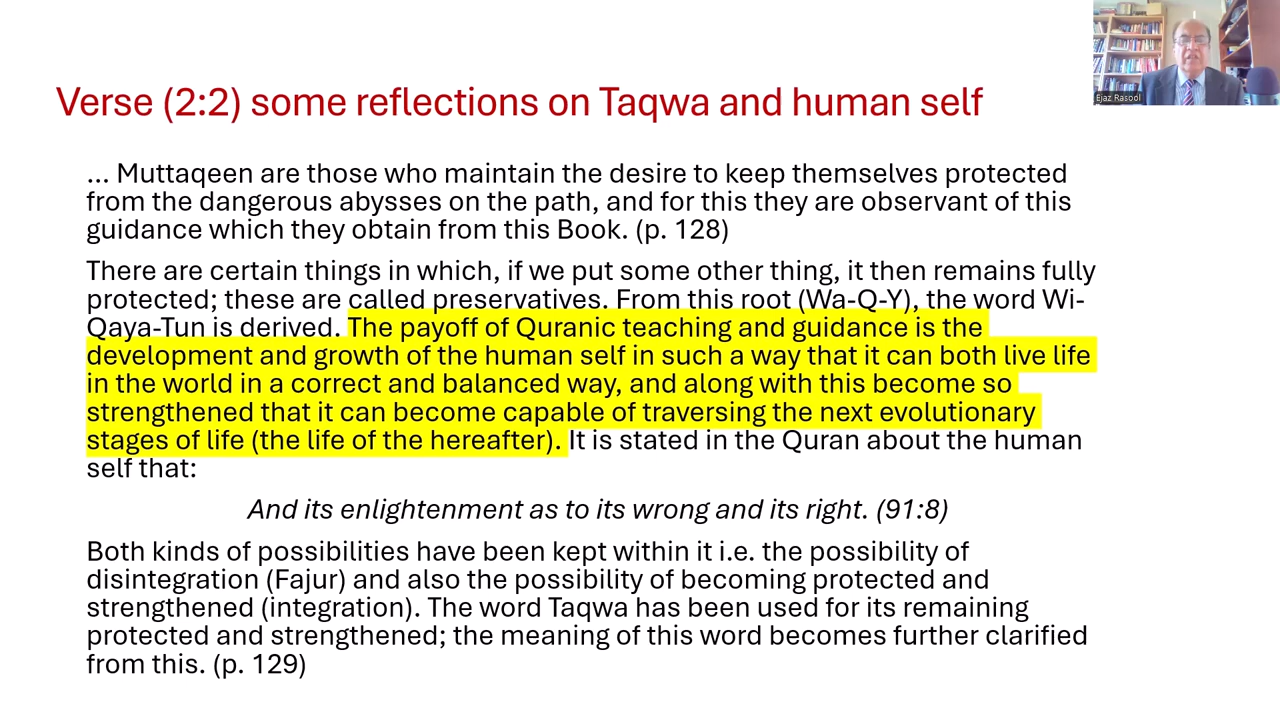 Ejaz Rasool
Verse (2:2) some reflections on Taqwa and human self
... Muttaqeen are those who maintain the desire to keep themselves protected
from the dangerous abysses on the path, and for this they are observant of this
guidance which they obtain from this Book. (p. 128)
There are certain things in which, if we put some other thing, it then remains fully
protected; these are called preservatives. From this root (Wa-Q-Y), the word Wi-
Qaya-Tun is derived. The payoff of Quranic teaching and guidance is the
development and growth of the human self in such a way that it can both live life
in the world in a correct and balanced way, and along with this become so
strengthened that it can become capable of traversing the next evolutionary
stages of life (the life of the hereafter). It is stated in the Quran about the human
self that:
And its enlightenment as to its wrong and its right. (91:8)
Both kinds of possibilities have been kept within it i.e. the possibility of
disintegration (Fajur) and also the possibility of becoming protected and
strengthened (integration). The word Taqwa has been used for its remaining
protected and strengthened; the meaning of this word becomes further clarified
from this. (p. 129)